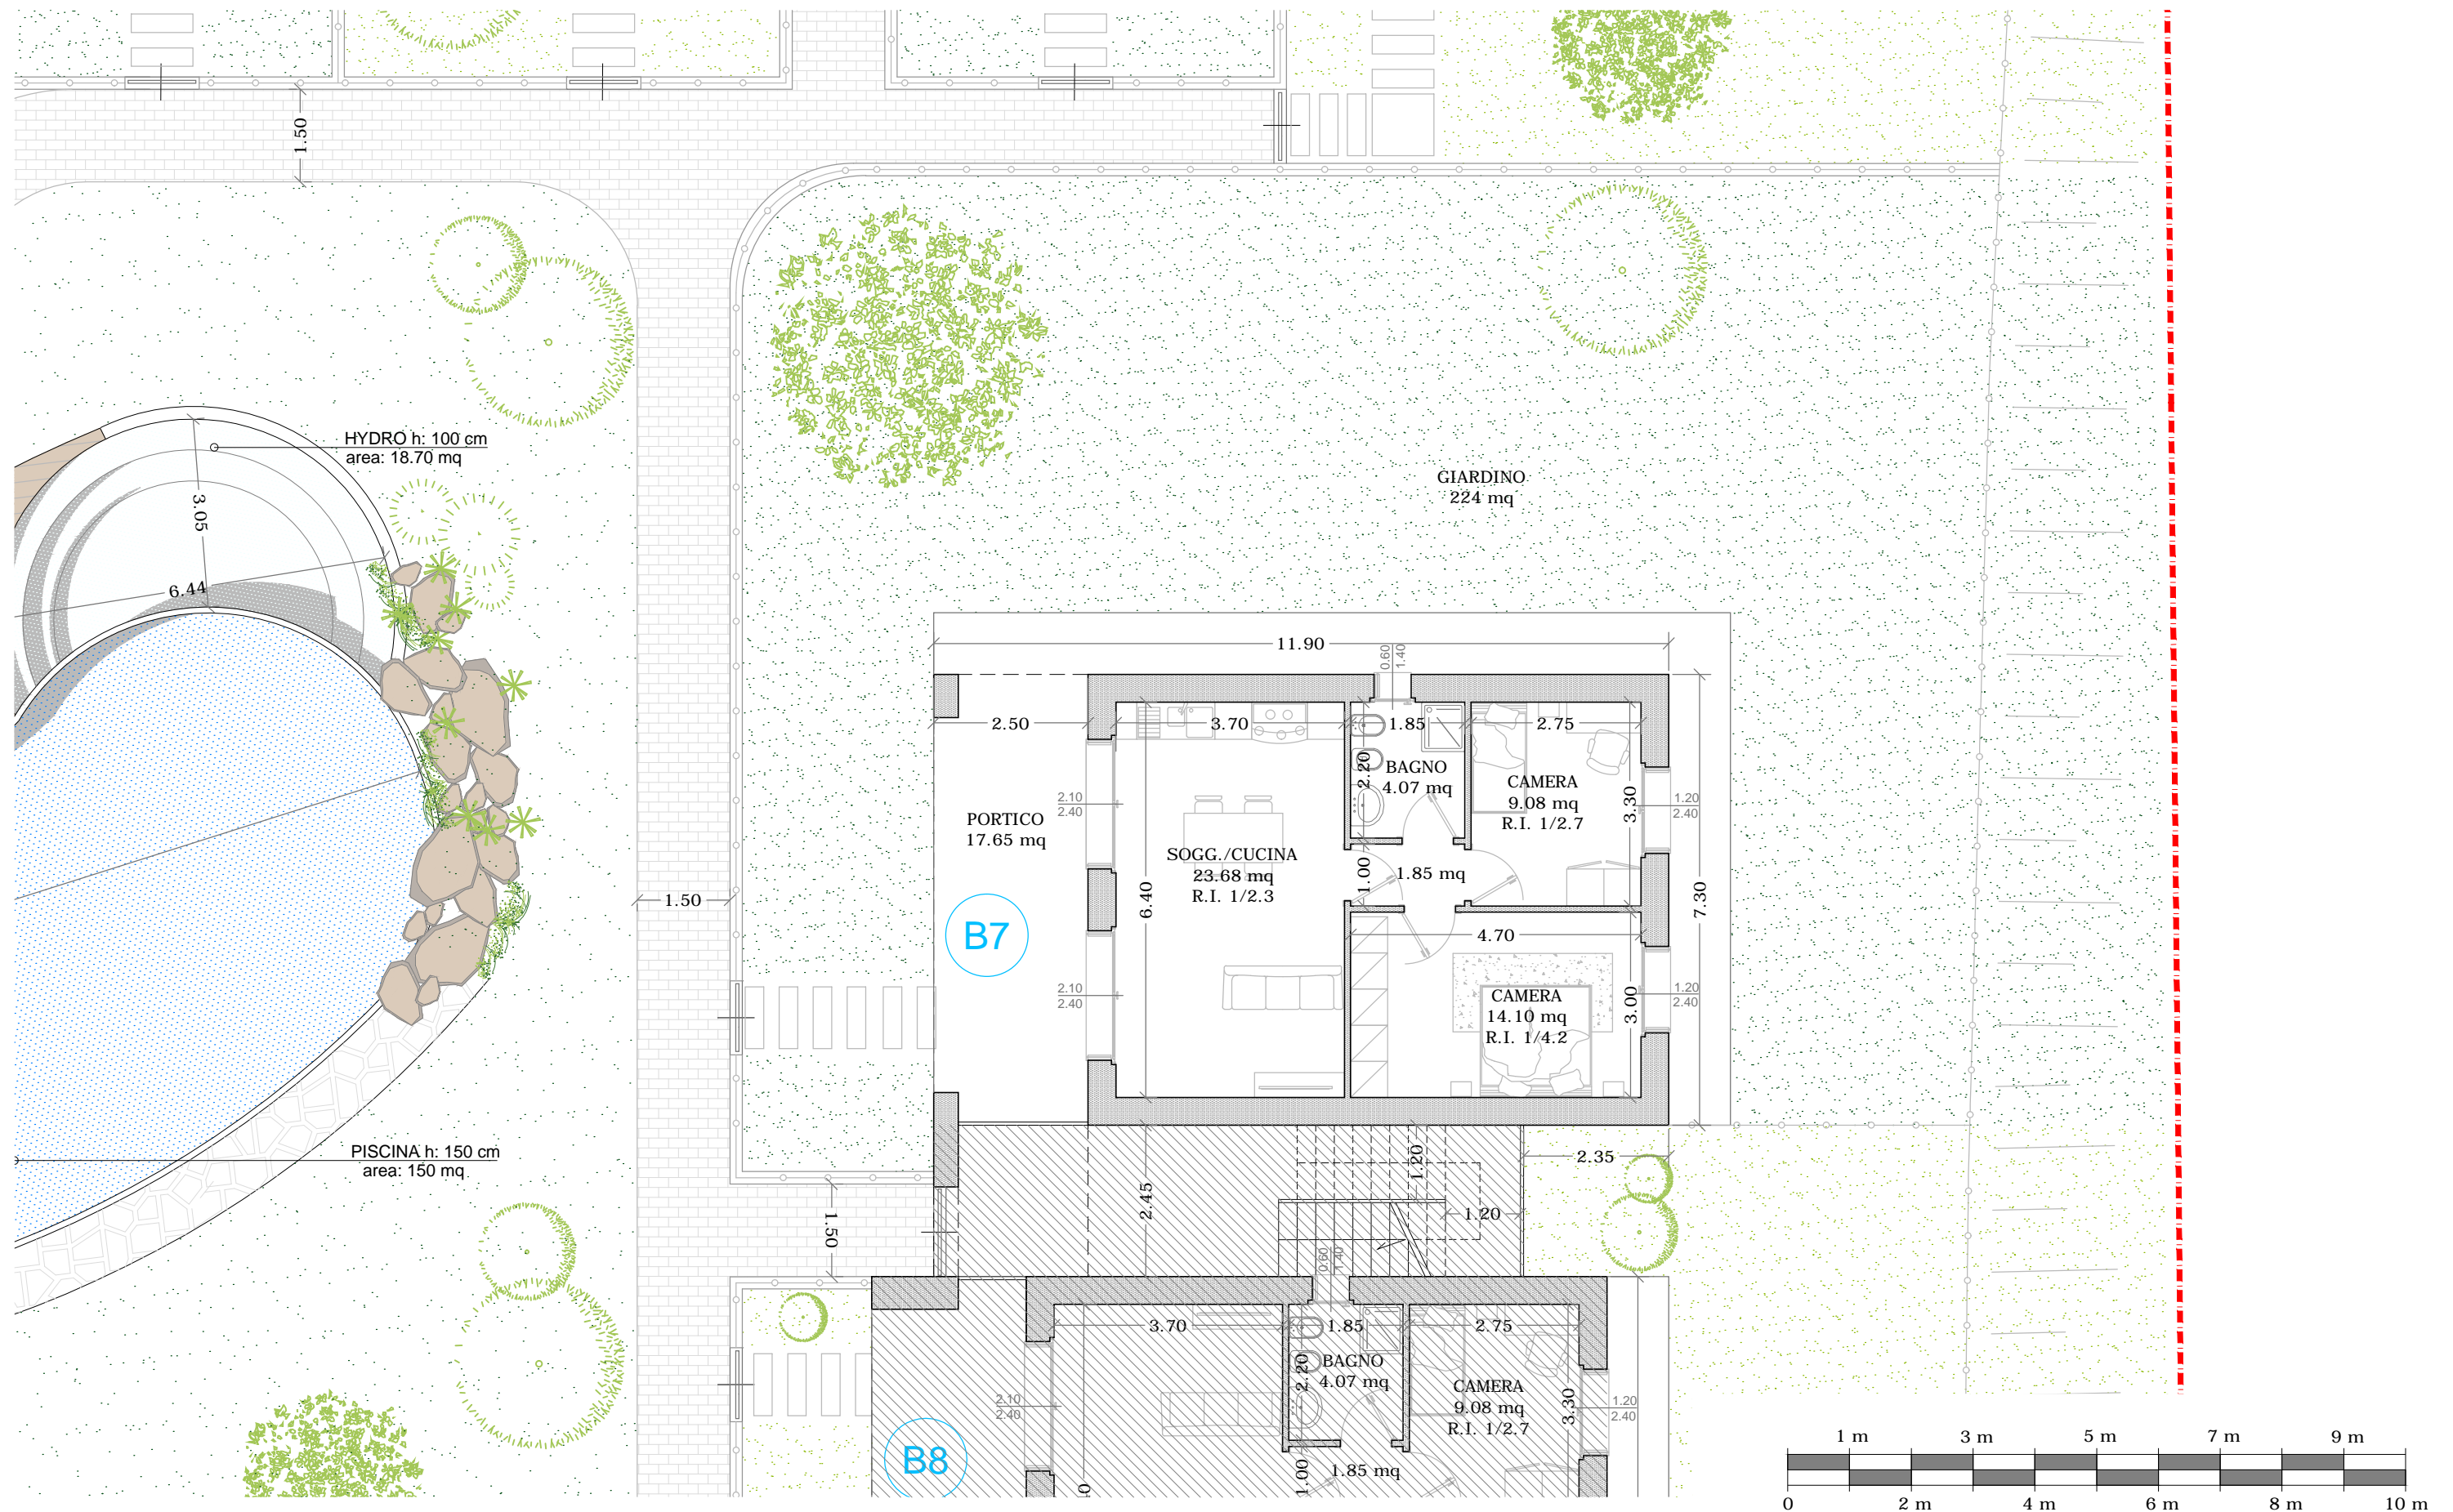 1.50
HYDRO h: 100 cm
area: 18.70 mq
3.05
6.44
GIARDINO
224 mq
11.90
0.60
1.40
2.50
3.70
1.85
2.75
2.20
BAGNO
4.07 mq
CAMERA
9.08 mq
R.I. 1/2.7
3.30
1.20
2.40
2.10
2.40
PORTICO
17.65 mq
SOGG./CUCINA
23.68 mq
R.I. 1/2.3
1.00
1.85 mq
6.40
7.30
1.50
B7
4.70
2.10
2.40
CAMERA
14.10 mq
R.I. 1/4.2
3.00
1.20
2.40
PISCINA h: 150 cm
area: 150 mq
2.45
1.20
2.35
1.50
1.20
0.60
1.40
3.70
1.85
2.75
2.20
BAGNO
4.07 mq
CAMERA
9.08 mq
R.I. 1/2.7
3.30
1.20
2.40
2.10
2.40
B8
1.00
1.85 mq
1 m
3 m
5 m
7 m
9 m
0
2 m
4 m
6 m
8 m
10 m